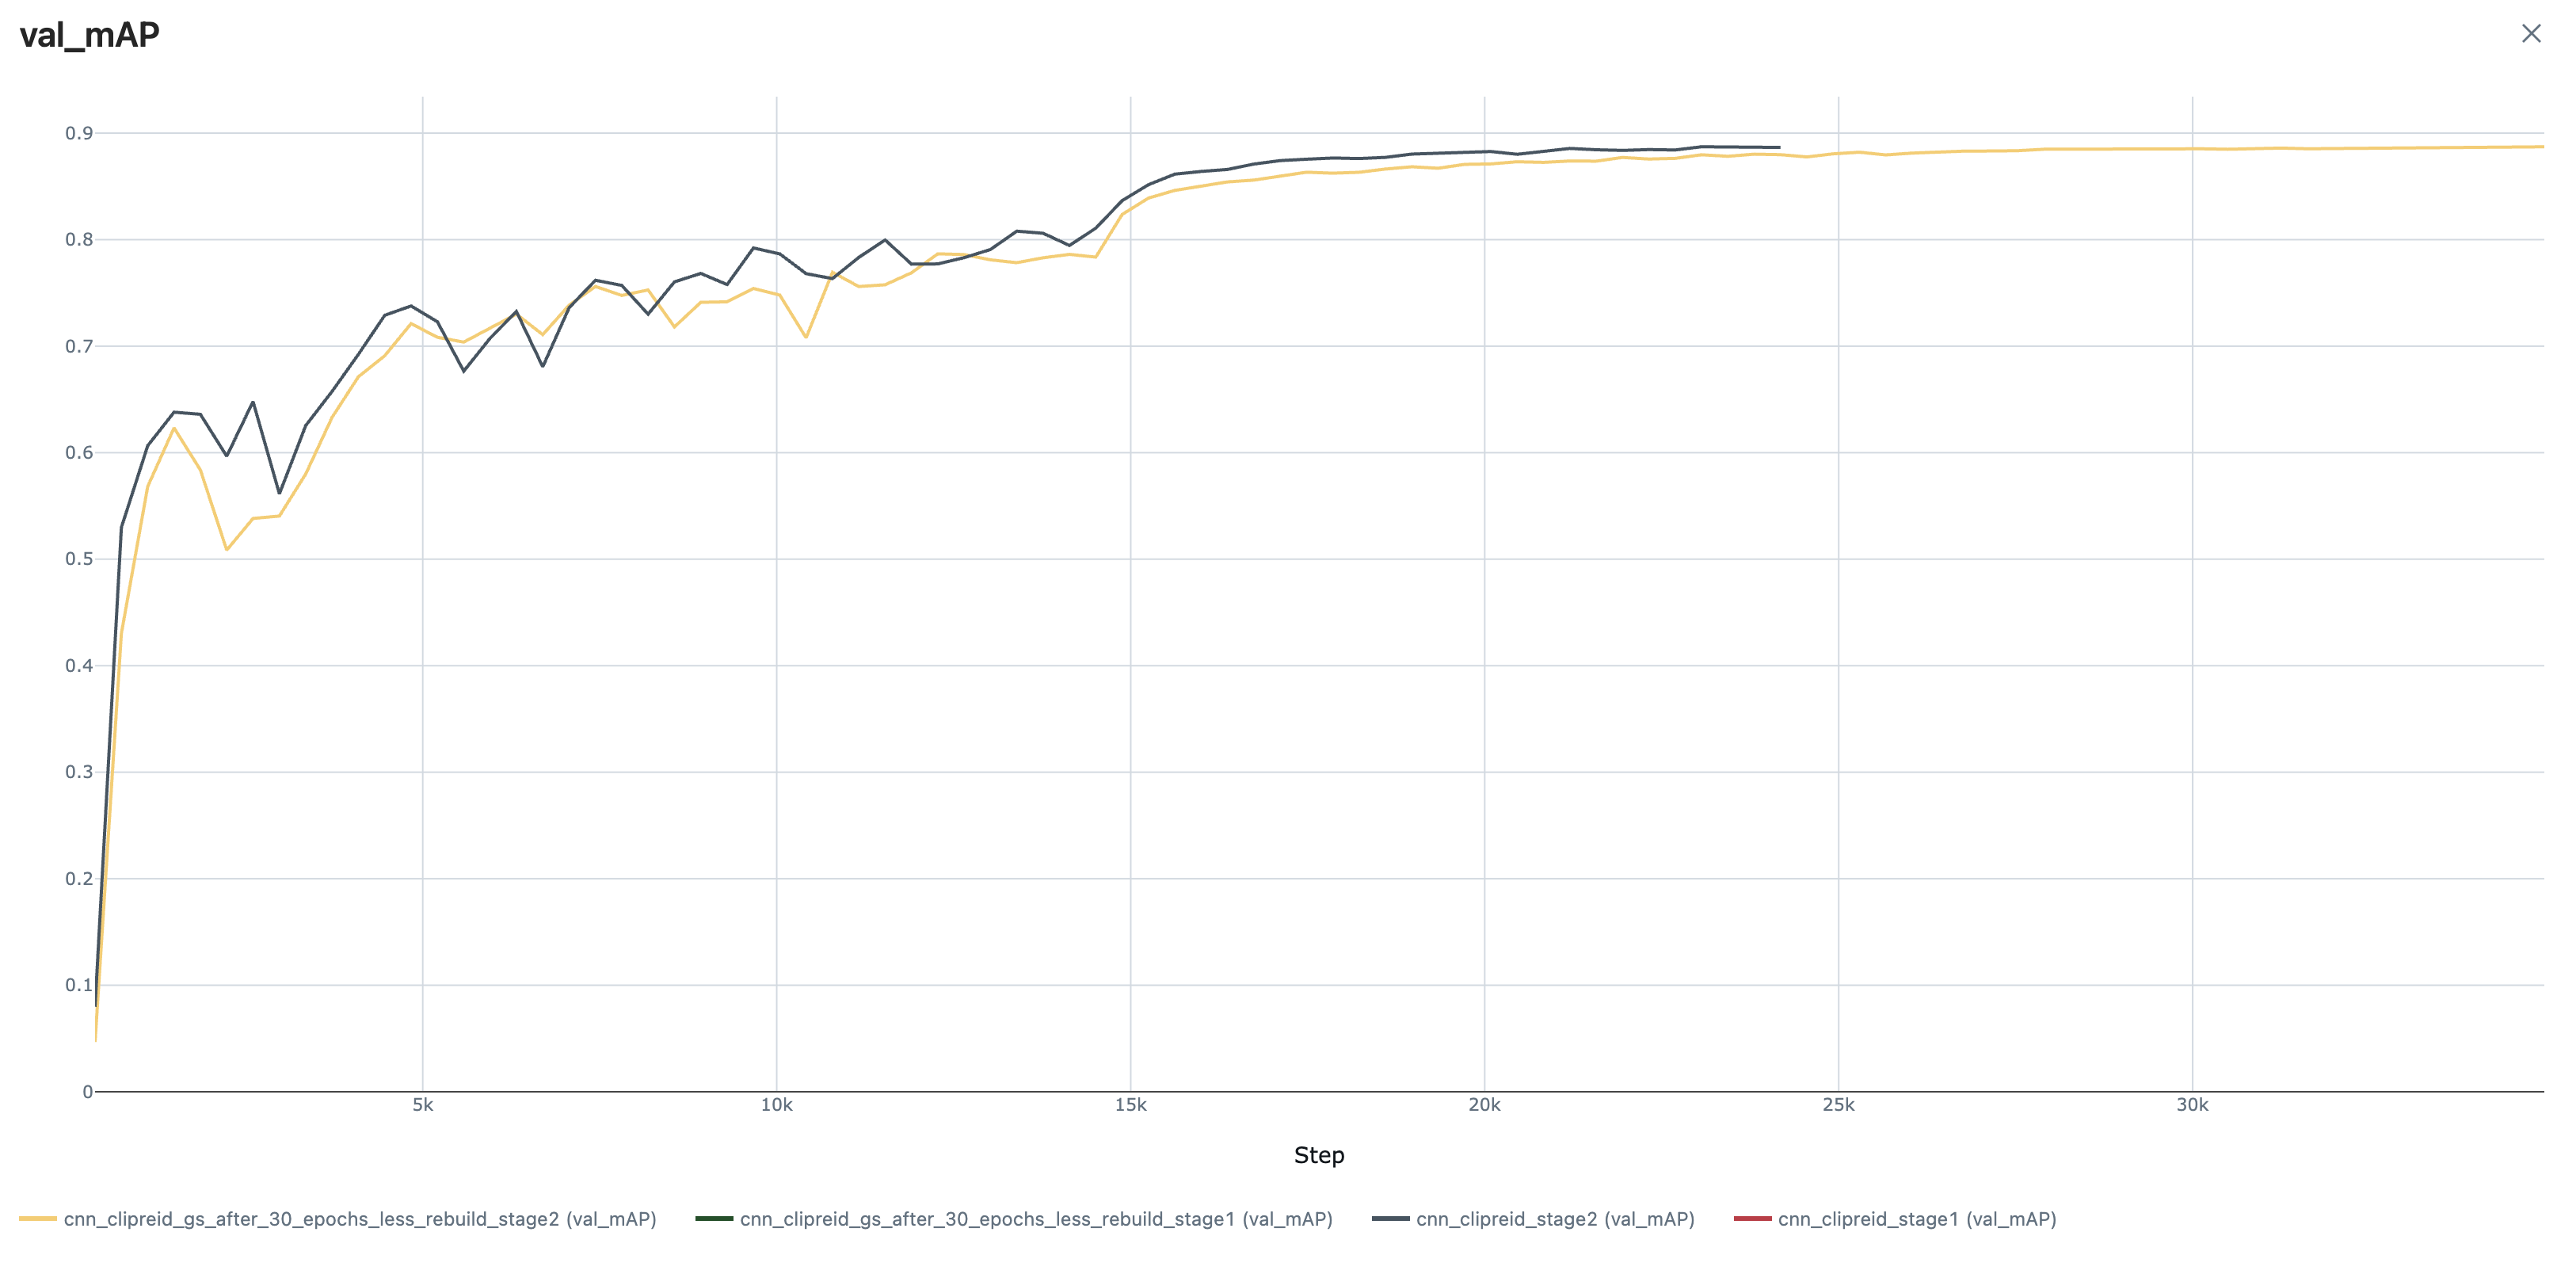 val_mAP
0.9
0.8
0.7
0.6
0.5
0.4
0.3
0.2
0.1
0
5k 10k 15k 20k 25k 30k
Step
cnn_clipreid_gs_after_30_epochs_less_rebuild_stage2 (val_mAP) cnn_clipreid_gs_after_30_epochs_less_rebuild_stage1 (val_mAP) cnn_clipreid_stage2 (val_mAP) cnn_clipreid_stage1 (val_mAP)